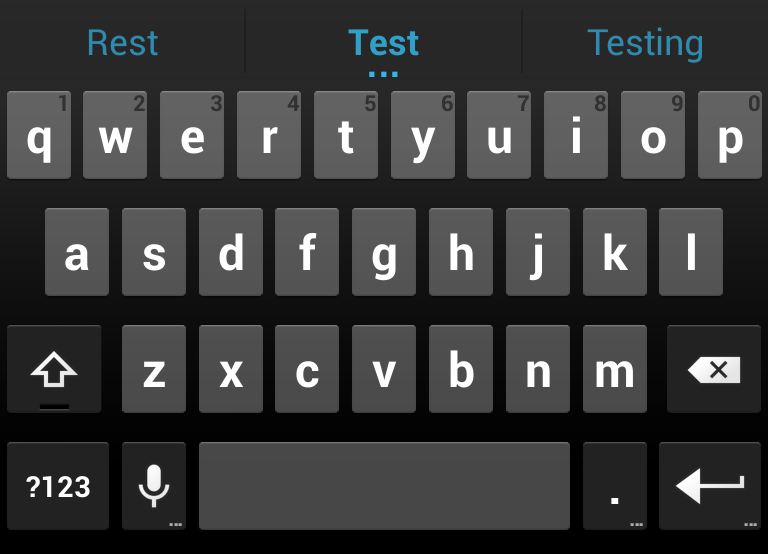 Rest Test Testing
1 2 3 4 5 6 7 8 9 0
q w e r t y u i o p
a s d f g h j k l
z x c v b n m
?123 .